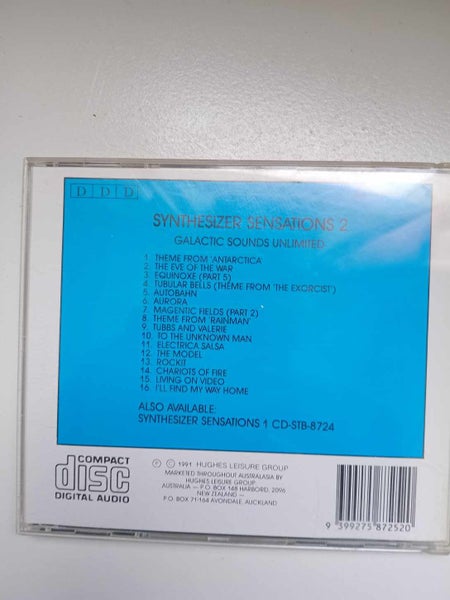 D D D
SYNTHESIZER SENSATIONS 2
GALACTIC SOUNDS UNLIMITED
1. THEME FROM 'ANTARCTICA'
2. THE EVE OF THE WAR
3. EQUINOXE (PART 5)
4. TUBULAR BELLS (THEME FROM 'THE EXORCIST')
5. AUTOBAHN
6. AURORA
7. MAGENTIC FIELDS (PART 2)
8. THEME FROM 'RAINMAN'
9. TUBBS AND VALERIE
10. TO THE UNKNOWN MAN
11. ELECTRICA SALSA
12. THE MODEL
13. ROCKIT
14. CHARIOTS OF FIRE
15. LIVING ON VIDEO
16. I'LL FIND MY WAY HOME
ALSO AVAILABLE:
SYNTHESIZER SENSATIONS 1 CD-STB-8724
COMPACT
disc
DIGITAL AUDIO
℗ © 1991 HUGHES LEISURE GROUP
MARKETED THROUGHOUT AUSTRALASIA BY
HUGHES LEISURE GROUP
AUSTRALIA — P.O. BOX 148 HARBORD, 2096
NEW ZEALAND —
P.O. BOX 71-164 AVONDALE, AUCKLAND
9 399275 872520